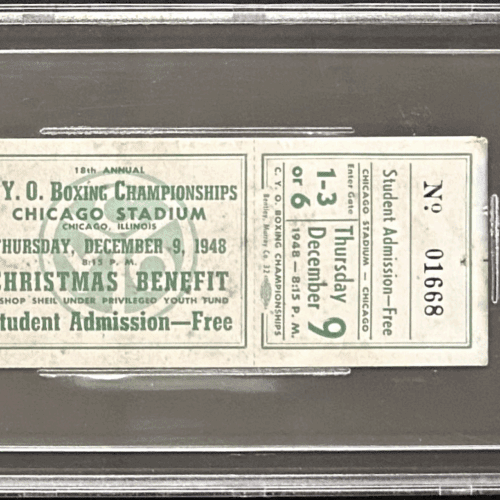 18th ANNUAL
Y. O. BOXING CHAMPIONSHIPS
CHICAGO STADIUM
CHICAGO, ILLINOIS
THURSDAY, DECEMBER 9, 1948
8:15 P. M.
CHRISTMAS BENEFIT
SHOP SHEIL UNDER PRIVILEGED YOUTH FUND
tudent Admission—Free
Student Admission—Free
CHICAGO STADIUM—CHICAGO
Thursday
December 9
1948—8:15 P. M.
Enter Gate
1-3
or 6
C. Y. O. BOXING CHAMPIONSHIPS
Nº 01668